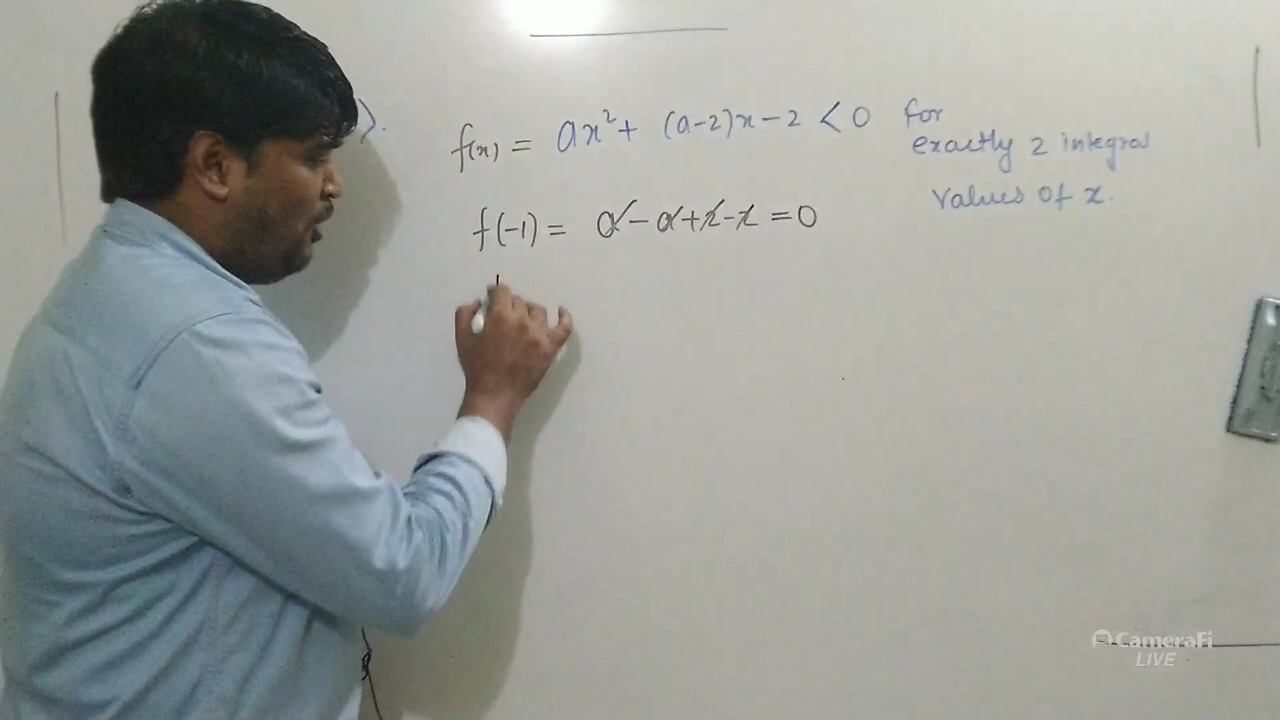 ).
f(x) = ax² + (a-2)x - 2 < 0 for
exactly 2 integral
values of x.
f(-1) = a - a + 2 - 2 = 0
CameraFi
LIVE